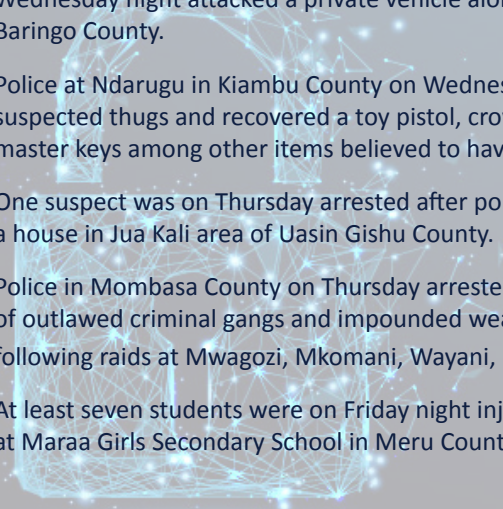 Wednesday night attacked a private vehicle alon
Baringo County.
Police at Ndarugu in Kiambu County on Wednes
suspected thugs and recovered a toy pistol, cro
master keys among other items believed to hav
One suspect was on Thursday arrested after po
a house in Jua Kali area of Uasin Gishu County.
Police in Mombasa County on Thursday arreste
of outlawed criminal gangs and impounded wea
following raids at Mwagozi, Mkomani, Wayani,
At least seven students were on Friday night inj
at Maraa Girls Secondary School in Meru Count